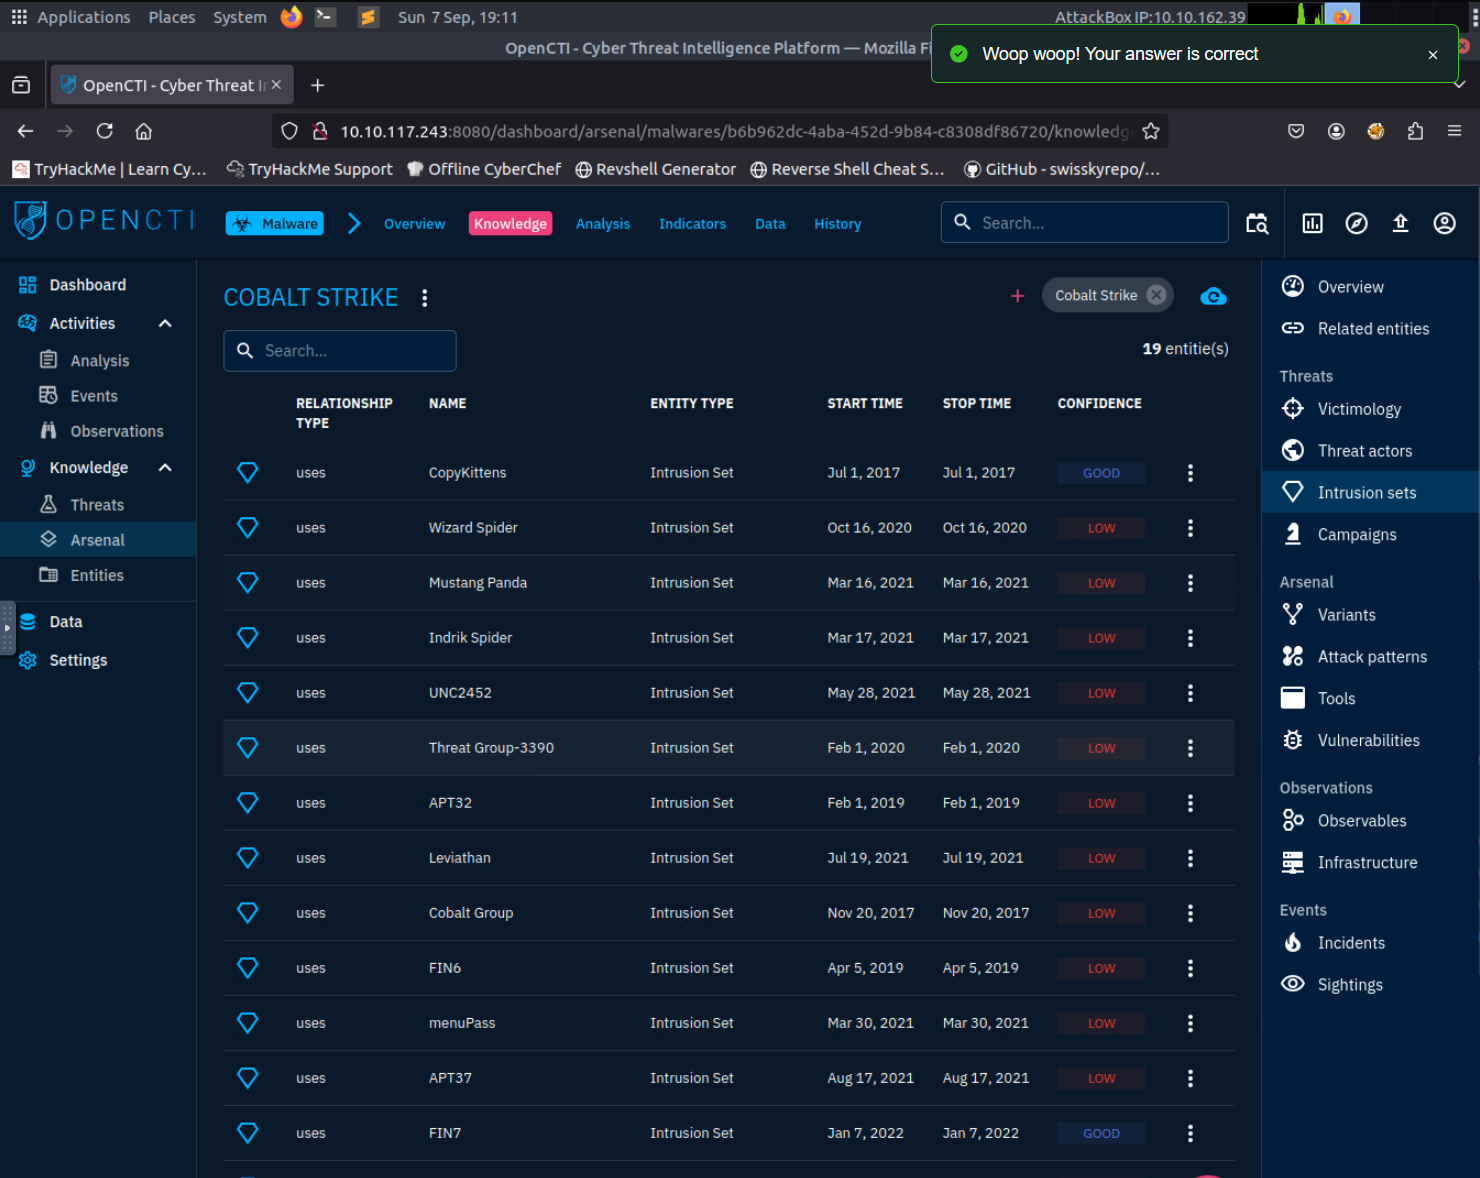 Applications Places System Sun 7 Sep, 19:11 AttackBox IP:10.10.162.39
OpenCTI - Cyber Threat Intelligence Platform — Mozilla Fi
Woop woop! Your answer is correct
OpenCTI - Cyber Threat I
10.10.117.243:8080/dashboard/arsenal/malwares/b6b962dc-4aba-452d-9b84-c8308df86720/knowledg
TryHackMe | Learn Cy... TryHackMe Support Offline CyberChef Revshell Generator Reverse Shell Cheat S... GitHub - swisskyrepo/...
OPENCTI Malware Overview Knowledge Analysis Indicators Data History Search...
Dashboard
Activities
Analysis
Events
Observations
Knowledge
Threats
Arsenal
Entities
Data
Settings
COBALT STRIKE Cobalt Strike
Search... 19 entitie(s)
RELATIONSHIP TYPE NAME ENTITY TYPE START TIME STOP TIME CONFIDENCE
uses CopyKittens Intrusion Set Jul 1, 2017 Jul 1, 2017 GOOD
uses Wizard Spider Intrusion Set Oct 16, 2020 Oct 16, 2020 LOW
uses Mustang Panda Intrusion Set Mar 16, 2021 Mar 16, 2021 LOW
uses Indrik Spider Intrusion Set Mar 17, 2021 Mar 17, 2021 LOW
uses UNC2452 Intrusion Set May 28, 2021 May 28, 2021 LOW
uses Threat Group-3390 Intrusion Set Feb 1, 2020 Feb 1, 2020 LOW
uses APT32 Intrusion Set Feb 1, 2019 Feb 1, 2019 LOW
uses Leviathan Intrusion Set Jul 19, 2021 Jul 19, 2021 LOW
uses Cobalt Group Intrusion Set Nov 20, 2017 Nov 20, 2017 LOW
uses FIN6 Intrusion Set Apr 5, 2019 Apr 5, 2019 LOW
uses menuPass Intrusion Set Mar 30, 2021 Mar 30, 2021 LOW
uses APT37 Intrusion Set Aug 17, 2021 Aug 17, 2021 LOW
uses FIN7 Intrusion Set Jan 7, 2022 Jan 7, 2022 GOOD
Overview
Related entities
Threats
Victimology
Threat actors
Intrusion sets
Campaigns
Arsenal
Variants
Attack patterns
Tools
Vulnerabilities
Observations
Observables
Infrastructure
Events
Incidents
Sightings